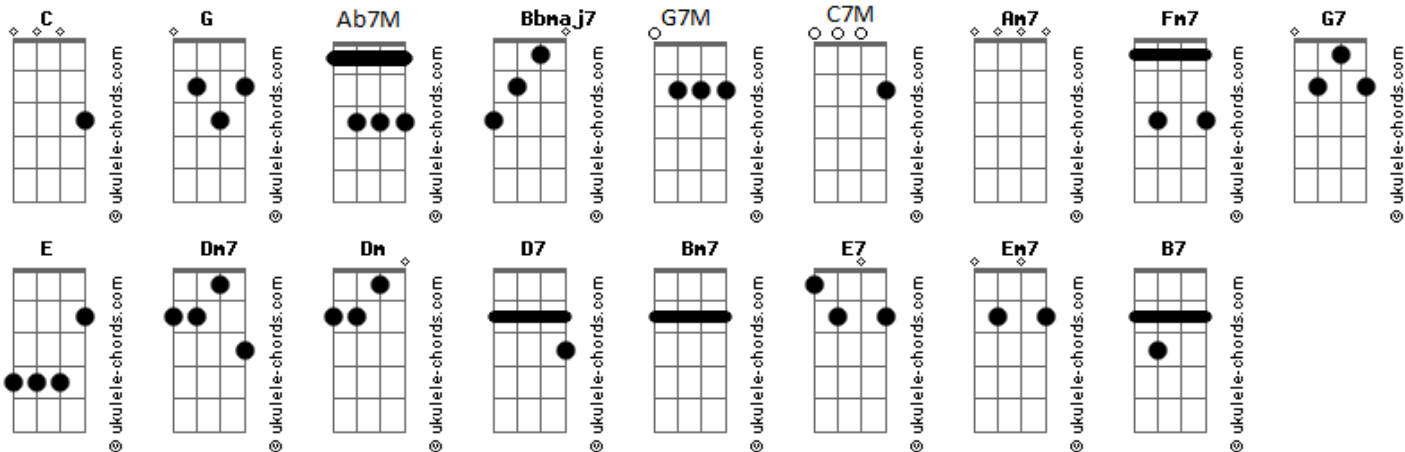 C G Ab7M Bbmaj7 G7M C7M Am7 Fm7 G7
© ukulele-chords.com © ukulele-chords.com © ukulele-chords.com © ukulele-chords.com © ukulele-chords.com © ukulele-chords.com © ukulele-chords.com © ukulele-chords.com © ukulele-chords.com
E Dm7 Dm D7 Bm7 E7 Em7 B7
© ukulele-chords.com © ukulele-chords.com © ukulele-chords.com © ukulele-chords.com © ukulele-chords.com © ukulele-chords.com © ukulele-chords.com © ukulele-chords.com